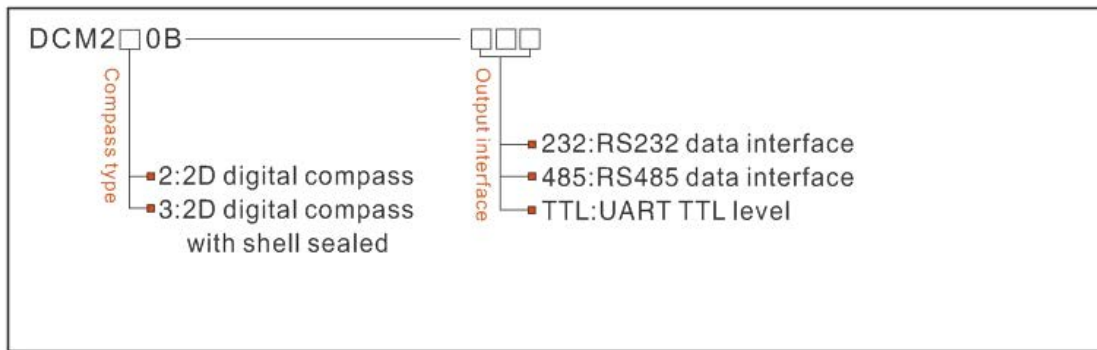 DCM2□0B □□□
Compass type
Output interface
232:RS232 data interface
485:RS485 data interface
TTL:UART TTL level
2:2D digital compass
3:2D digital compass
with shell sealed